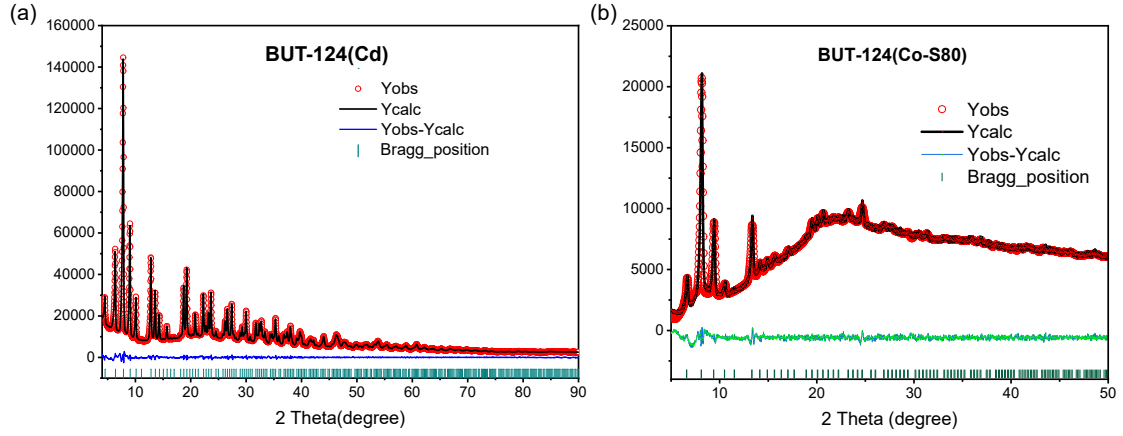 (a)
BUT-124(Cd)
Yobs
Ycalc
Yobs-Ycalc
Bragg_position
160000
140000
120000
100000
80000
60000
40000
20000
0
10 20 30 40 50 60 70 80 90
2 Theta(degree)
(b)
BUT-124(Co-S80)
Yobs
Ycalc
Yobs-Ycalc
Bragg_position
25000
20000
15000
10000
5000
0
10 20 30 40 50
2 Theta (degree)